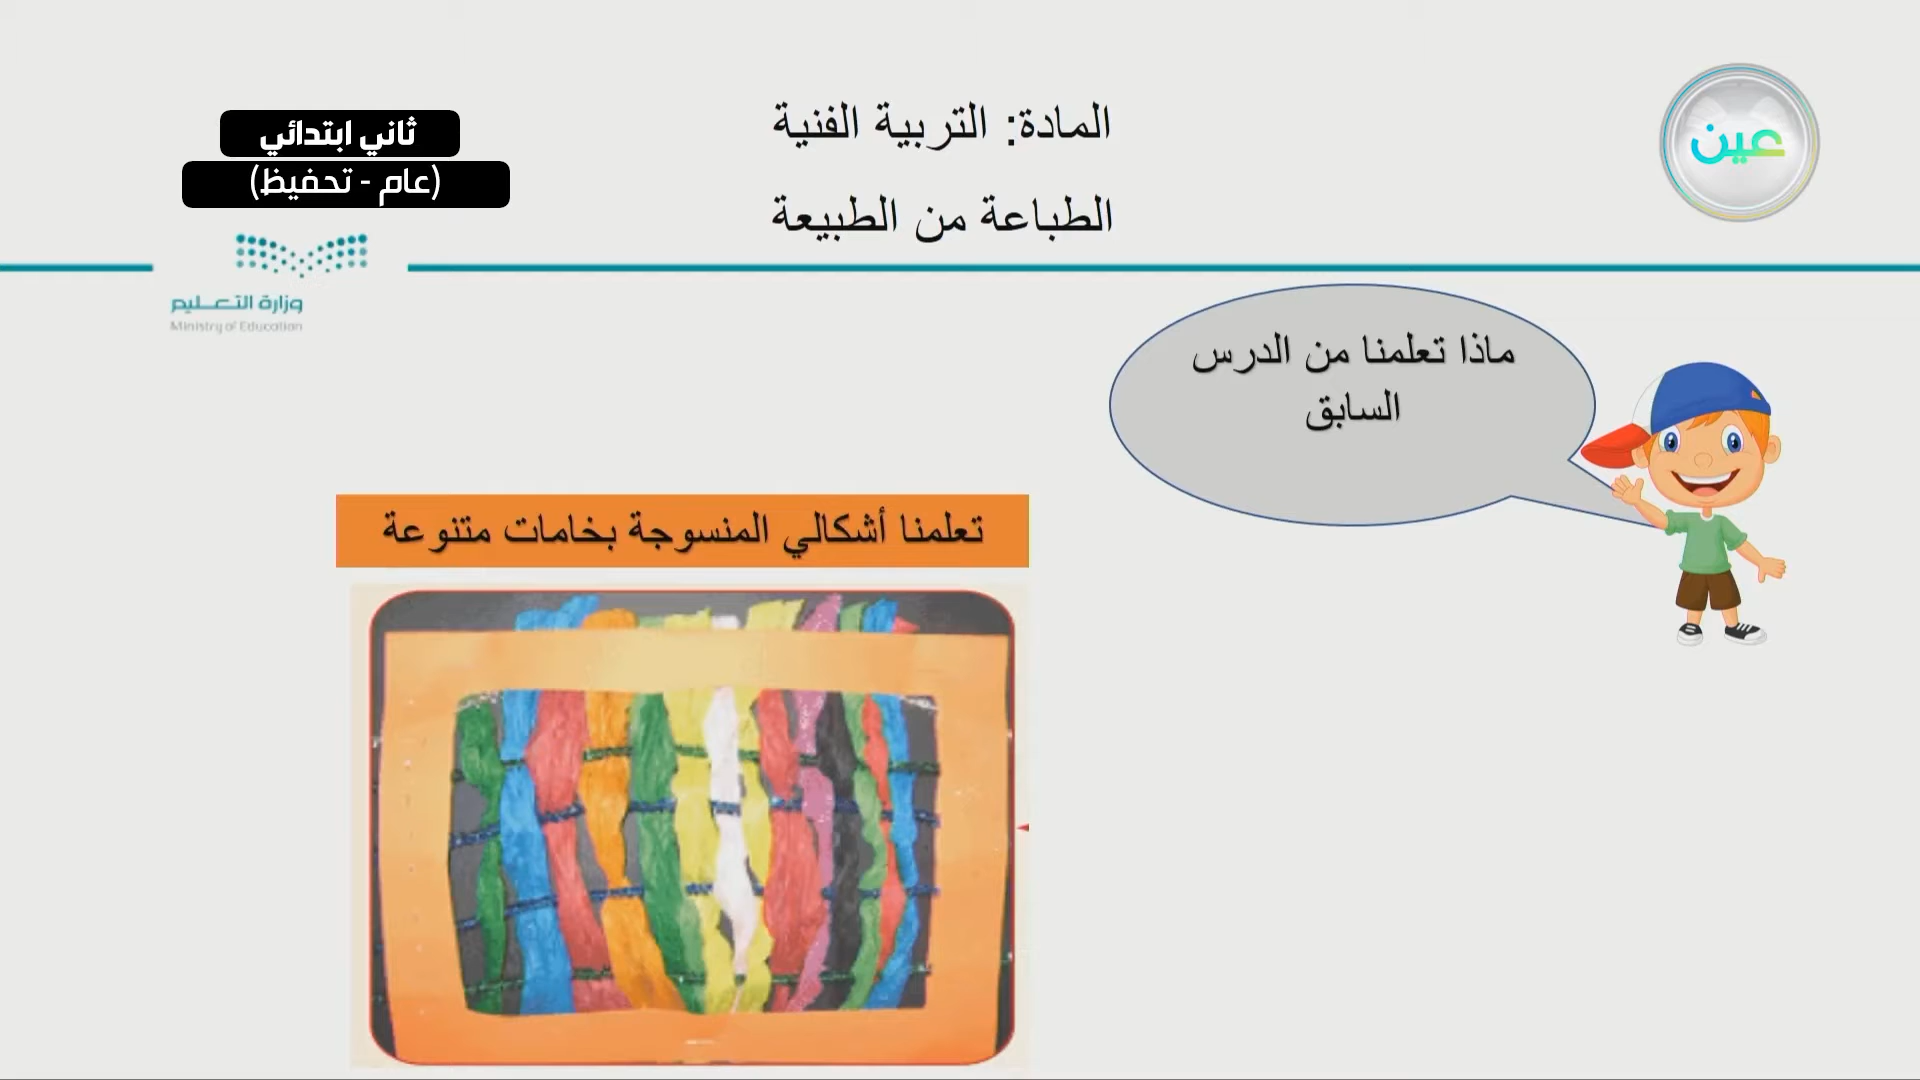 المادة: التربية الفنية
الطباعة من الطبيعة
عين
ثاني ابتدائي
(عام - تحفيظ)
وزارة التعليم
Ministry of Education
ماذا تعلمنا من الدرس
السابق
تعلمنا أشكالي المنسوجة بخامات متنوعة